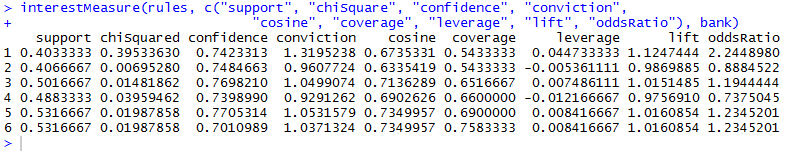 > interestMeasure(rules, c("support", "chiSquare", "confidence", "conviction",
+ "cosine", "coverage", "leverage", "lift", "oddsRatio"), bank)
support chiSquared confidence conviction cosine coverage leverage lift oddsRatio
1 0.4033333 0.39533630 0.7423313 1.3195238 0.6735331 0.5433333 0.044733333 1.1247444 2.2448980
2 0.4066667 0.00695280 0.7484663 0.9607724 0.6335419 0.5433333 -0.005361111 0.9869885 0.8884522
3 0.5016667 0.01481862 0.7698210 1.0499074 0.7136289 0.6516667 0.007486111 1.0151485 1.1944444
4 0.4883333 0.03959462 0.7398990 0.9291262 0.6902626 0.6600000 -0.012166667 0.9756910 0.7375045
5 0.5316667 0.01987858 0.7705314 1.0531579 0.7349957 0.6900000 0.008416667 1.0160854 1.2345201
6 0.5316667 0.01987858 0.7010989 1.0371324 0.7349957 0.7583333 0.008416667 1.0160854 1.2345201
>